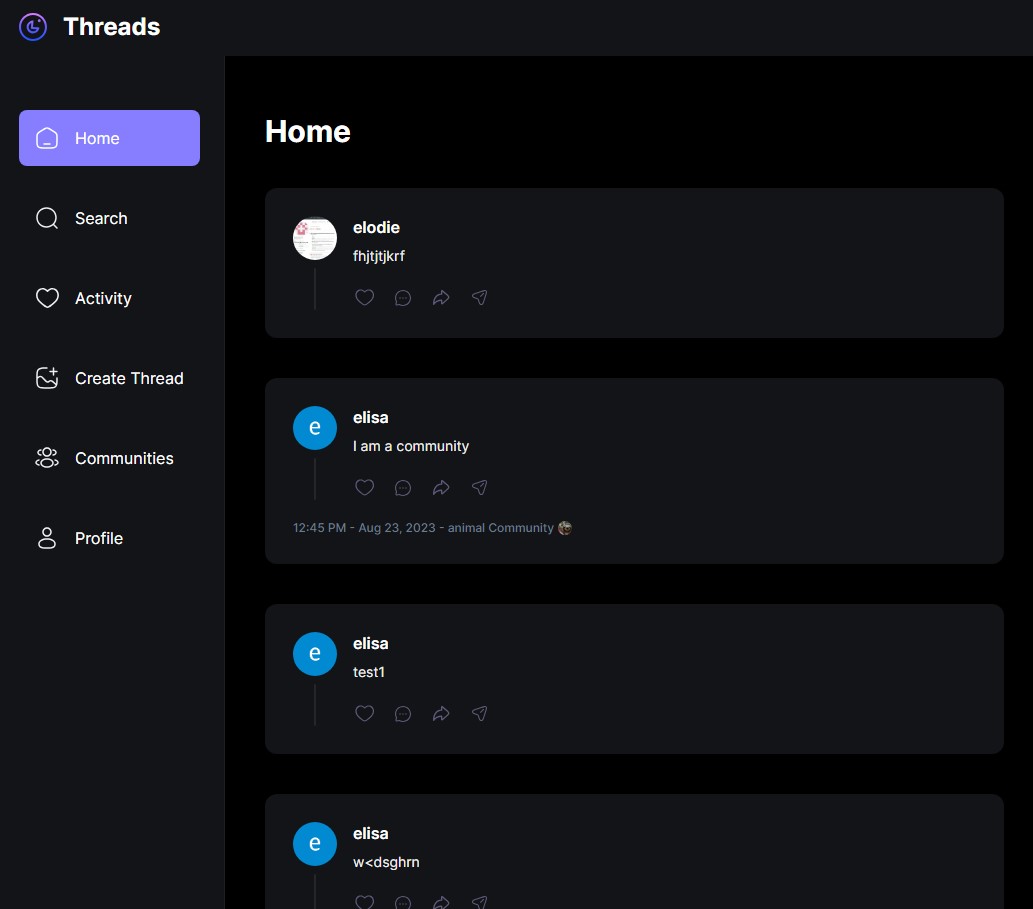 Threads
Home
Search
Activity
Create Thread
Communities
Profile
Home
elodie
fhjtjtjkrf
e
elisa
I am a community
12:45 PM - Aug 23, 2023 - animal Community
e
elisa
test1
e
elisa
w<dsghrn